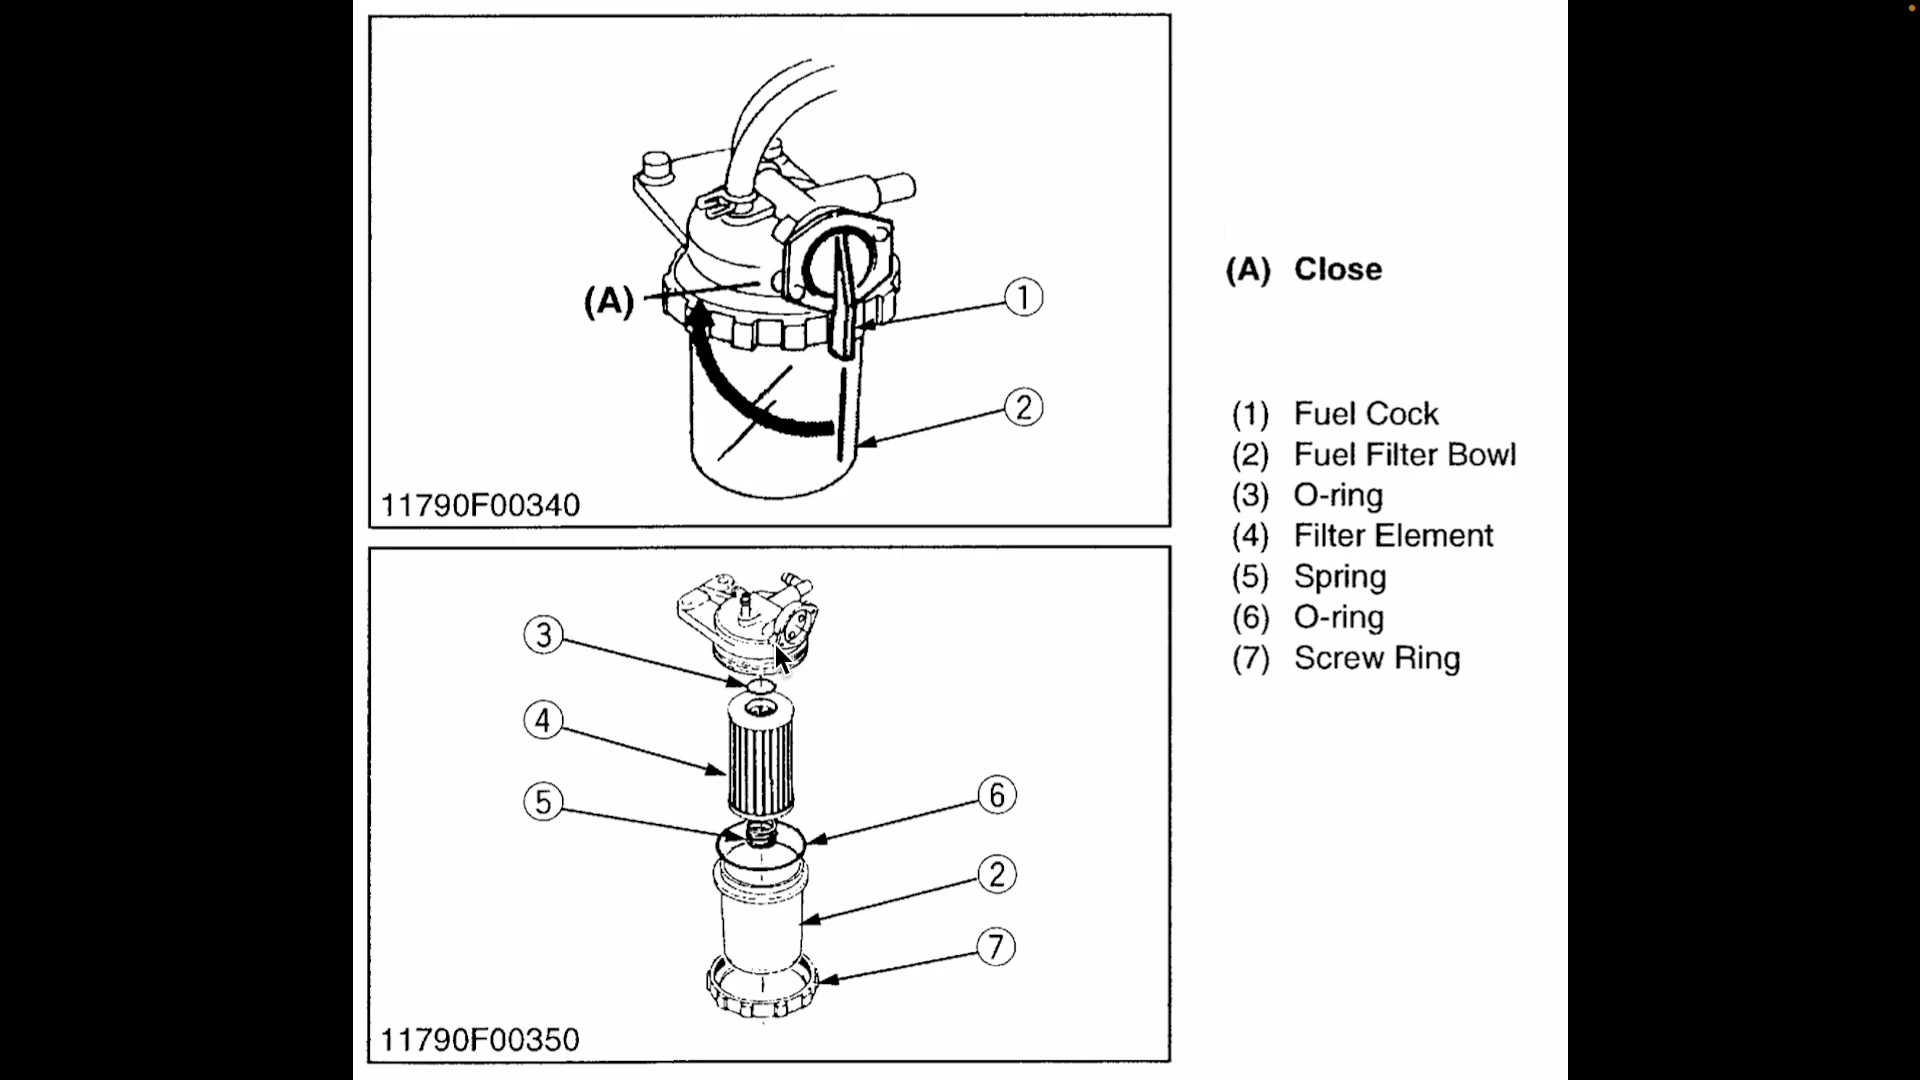 (A)
1
2
11790F00340
3
4
5
6
2
7
11790F00350
(A) Close
(1) Fuel Cock
(2) Fuel Filter Bowl
(3) O-ring
(4) Filter Element
(5) Spring
(6) O-ring
(7) Screw Ring